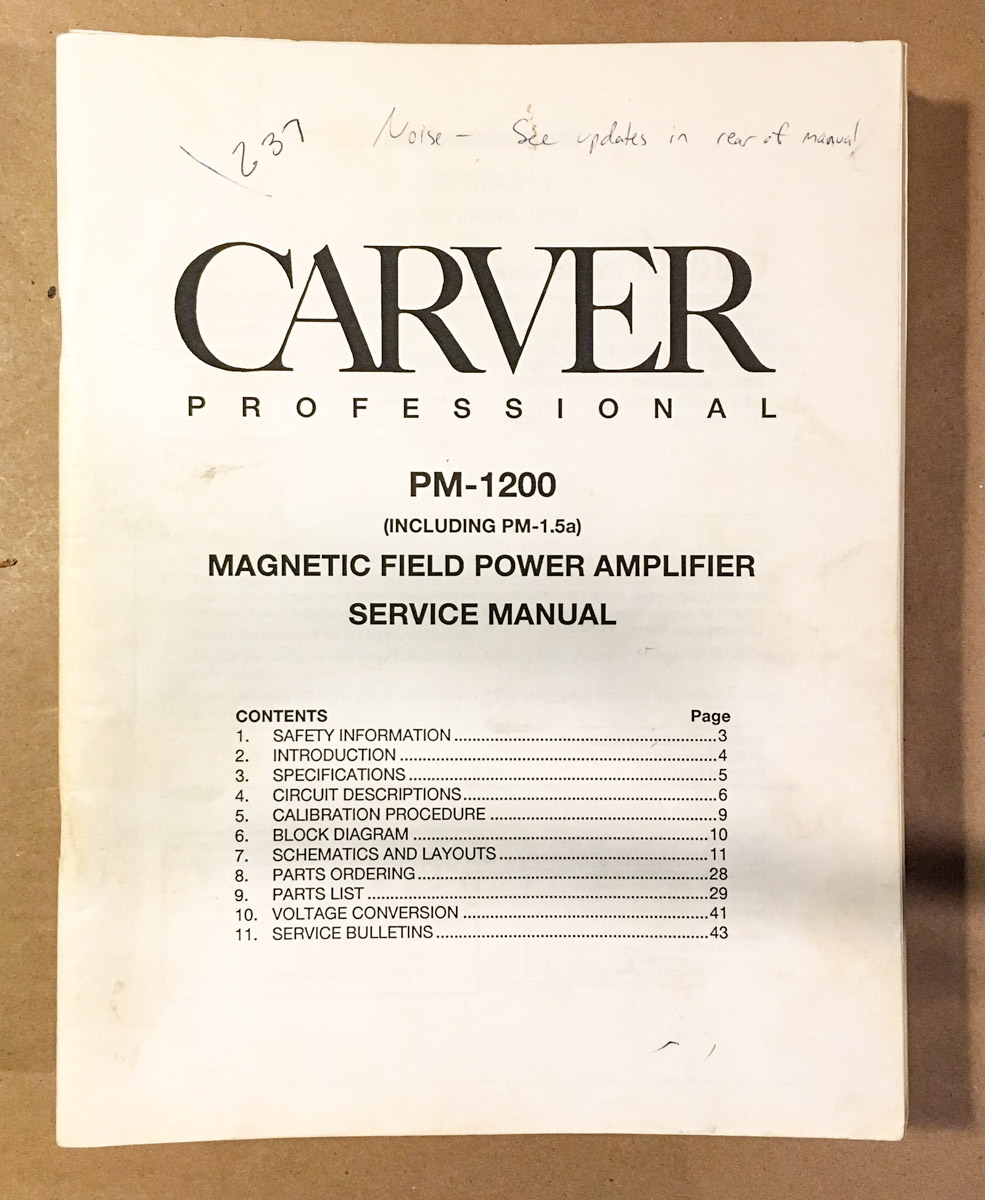 237 Noise - See updates in rear of manual
CARVER
PROFESSIONAL
PM-1200
(INCLUDING PM-1.5a)
MAGNETIC FIELD POWER AMPLIFIER
SERVICE MANUAL
CONTENTS Page
1. SAFETY INFORMATION ........ 3
2. INTRODUCTION ........ 4
3. SPECIFICATIONS ........ 5
4. CIRCUIT DESCRIPTIONS ........ 6
5. CALIBRATION PROCEDURE ........ 9
6. BLOCK DIAGRAM ........ 10
7. SCHEMATICS AND LAYOUTS ........ 11
8. PARTS ORDERING ........ 28
9. PARTS LIST ........ 29
10. VOLTAGE CONVERSION ........ 41
11. SERVICE BULLETINS ........ 43